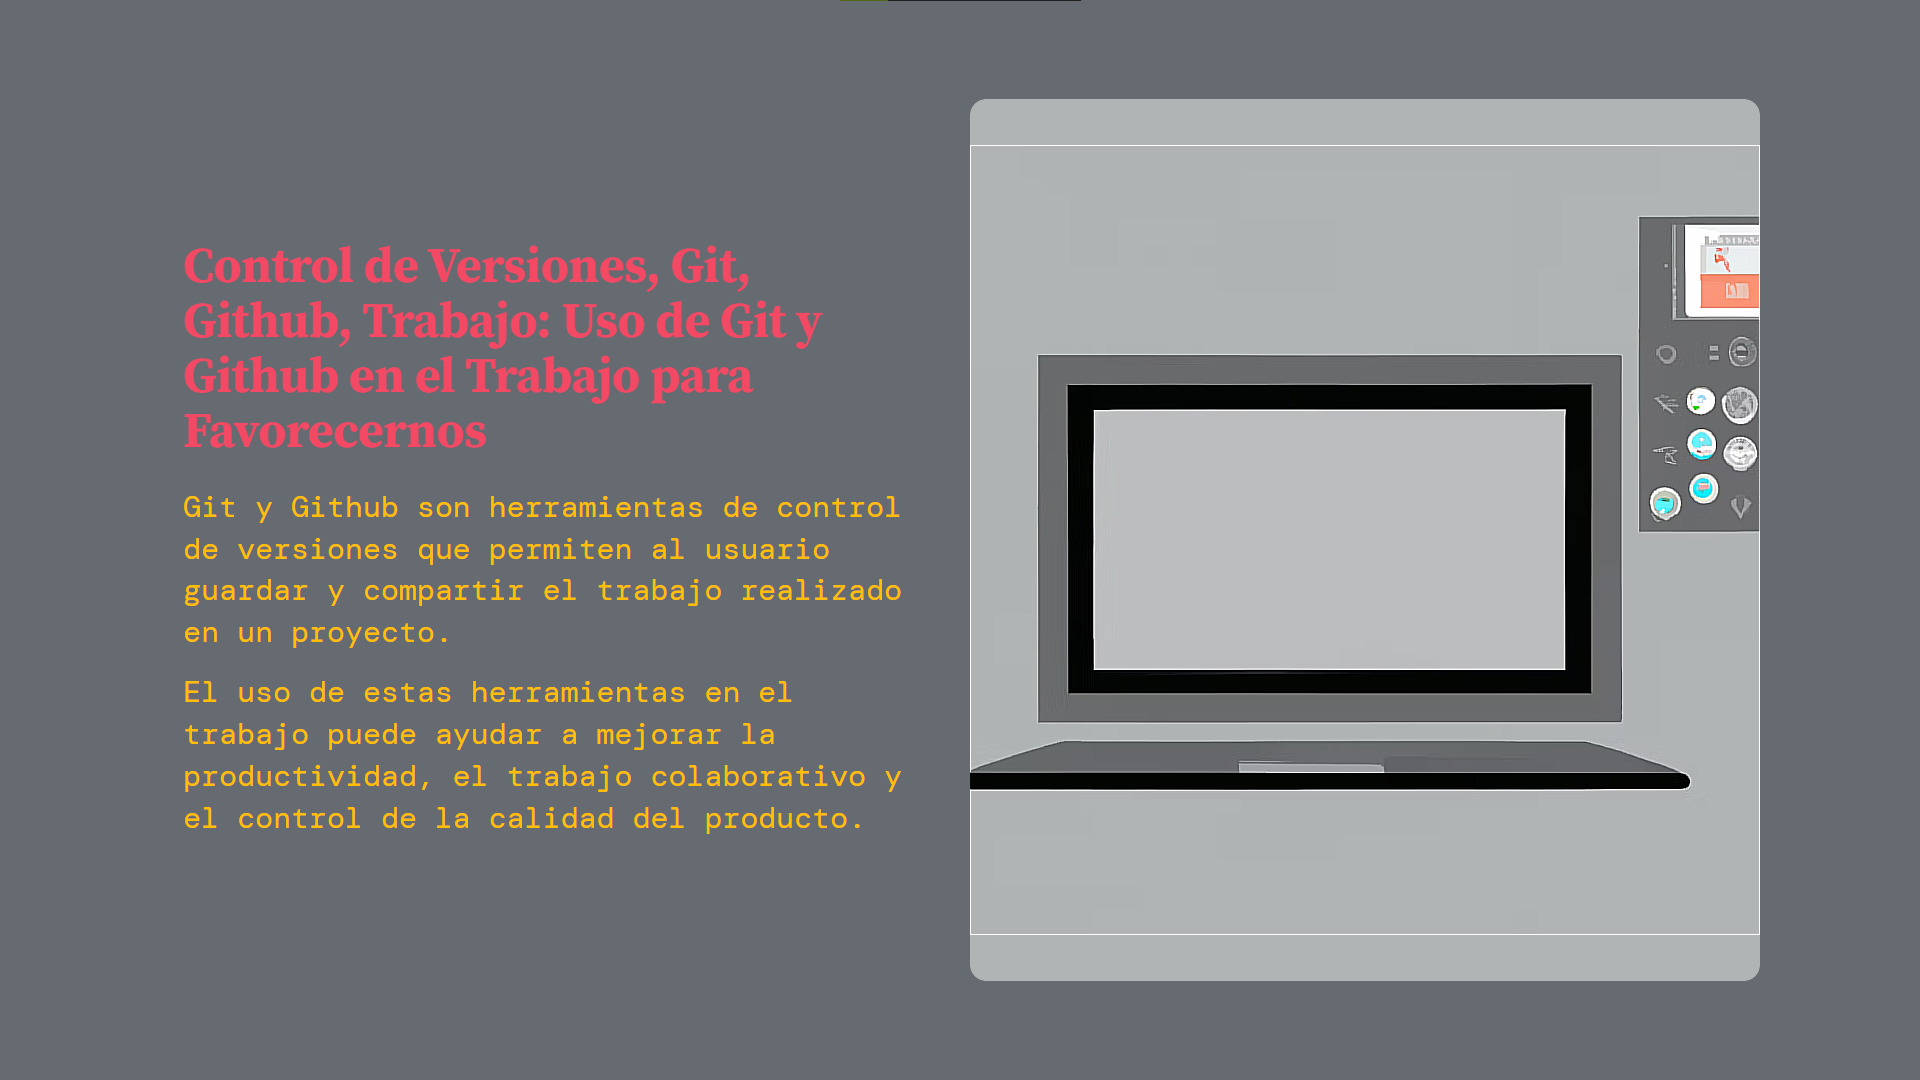 Control de Versiones, Git,
Github, Trabajo: Uso de Git y
Github en el Trabajo para
Favorecernos
Git y Github son herramientas de control
de versiones que permiten al usuario
guardar y compartir el trabajo realizado
en un proyecto.
El uso de estas herramientas en el
trabajo puede ayudar a mejorar la
productividad, el trabajo colaborativo y
el control de la calidad del producto.